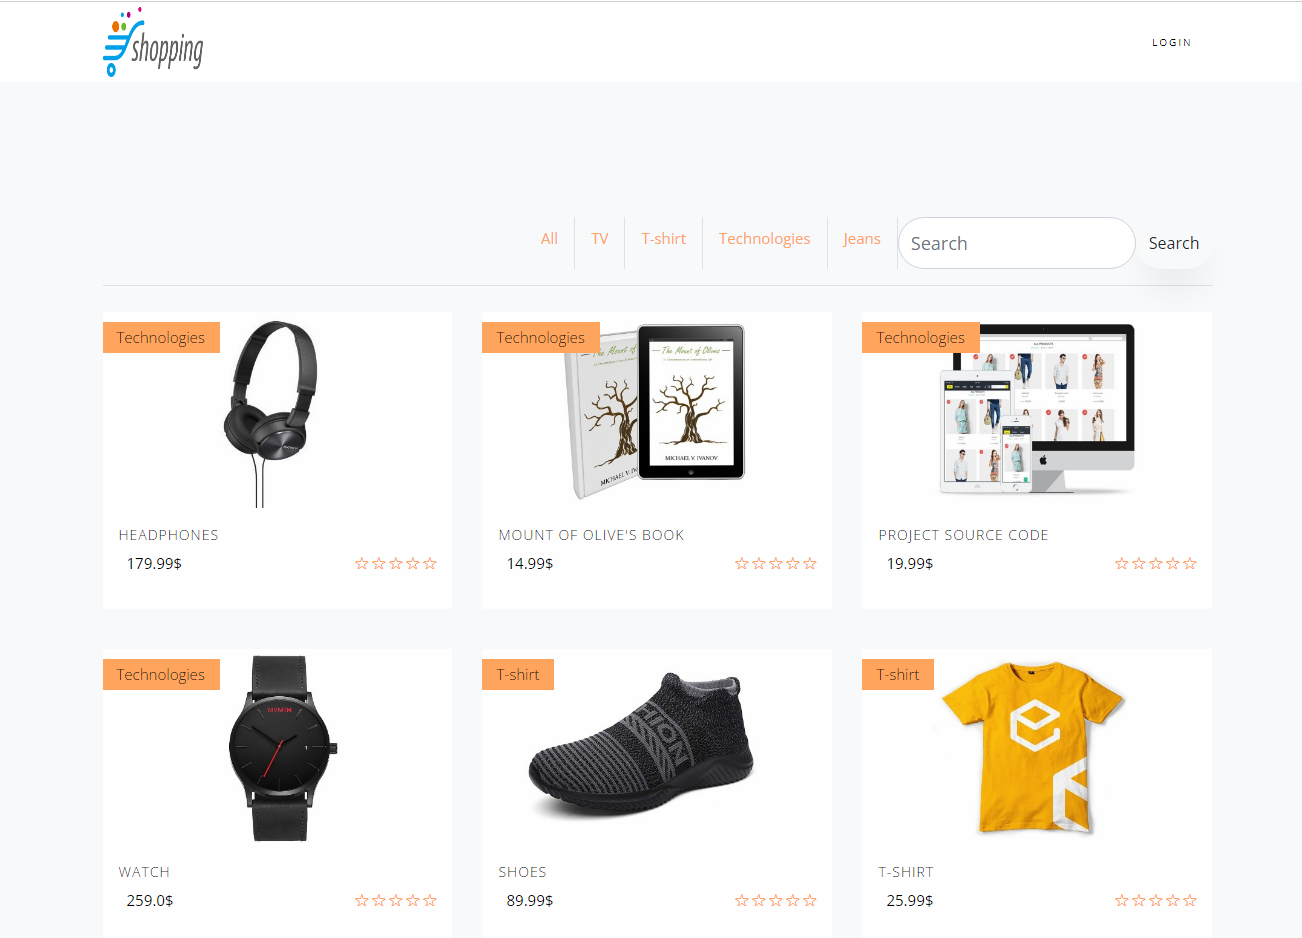 shopping
LOGIN
All TV T-shirt Technologies Jeans Search Search
Technologies Technologies Technologies
The Mount of Olives
MICHAEL V. IVANOV
HEADPHONES MOUNT OF OLIVE'S BOOK PROJECT SOURCE CODE
179.99$ ☆☆☆☆☆ 14.99$ ☆☆☆☆☆ 19.99$ ☆☆☆☆☆
Technologies T-shirt T-shirt
MVMTH
WATCH SHOES T-SHIRT
259.0$ ☆☆☆☆☆ 89.99$ ☆☆☆☆☆ 25.99$ ☆☆☆☆☆